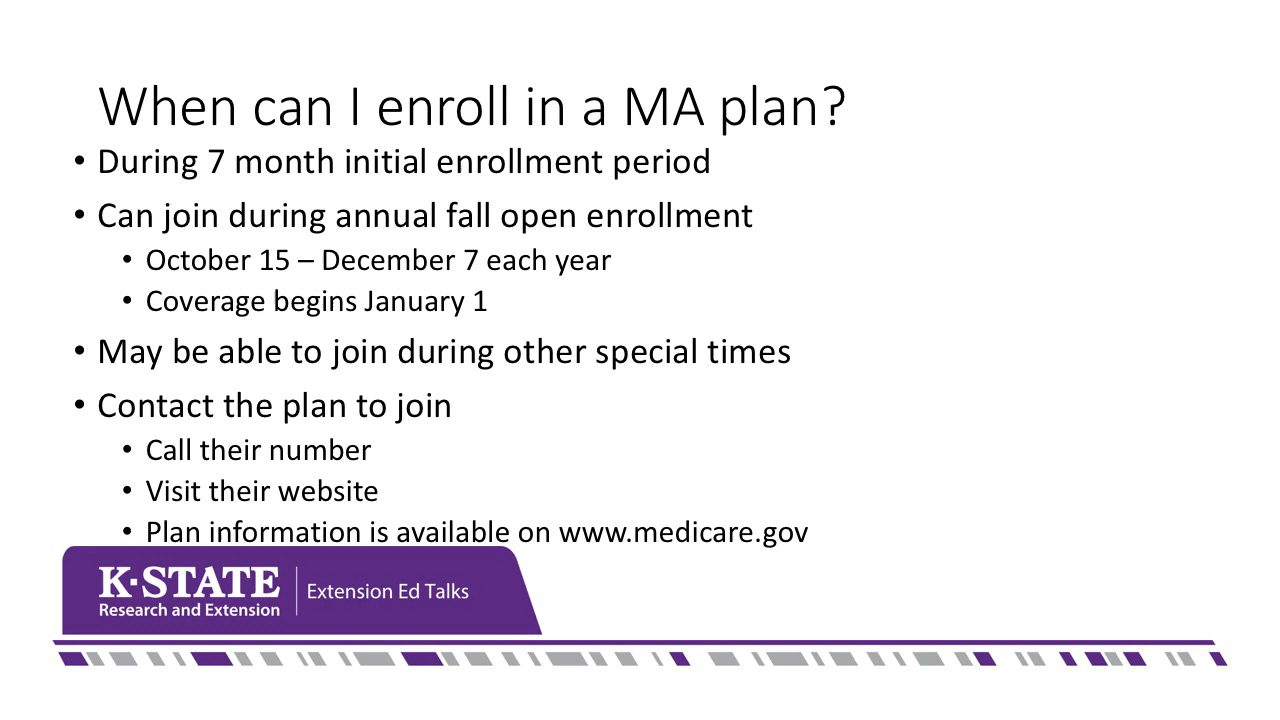 When can I enroll in a MA plan?
• During 7 month initial enrollment period
• Can join during annual fall open enrollment
• October 15 – December 7 each year
• Coverage begins January 1
• May be able to join during other special times
• Contact the plan to join
• Call their number
• Visit their website
• Plan information is available on www.medicare.gov
K·STATE
Research and Extension
Extension Ed Talks